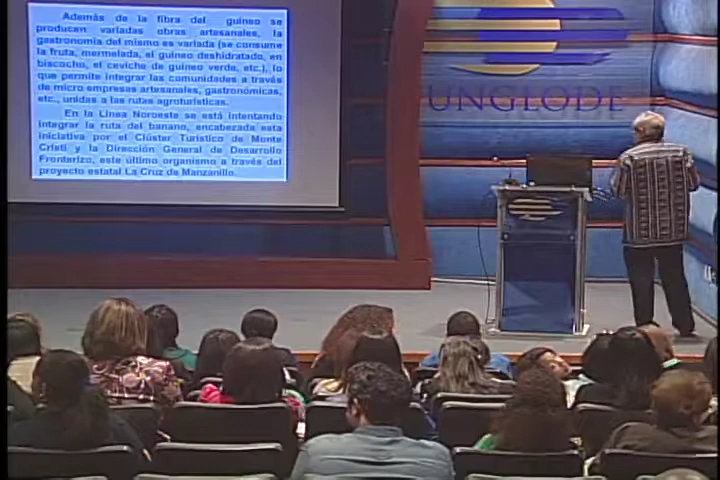 Además de la fibra del guineo se
producen variadas obras artesanales, la
gastronomía del mismo es variada (se consume
la fruta, mermelada, el guineo deshidratado, en
biscocho, el ceviche de guineo verde, etc.), lo
que permite integrar las comunidades a través
de micro empresas artesanales, gastronómicas,
etc., unidas a las rutas agroturísticas.
En la Línea Noroeste se está intentando
integrar la ruta del banano, encabezada esta
iniciativa por el Clúster Turístico de Monte
Cristi y la Dirección General de Desarrollo
Fronterizo, este último organismo a través del
proyecto estatal La Cruz de Manzanillo.
UNGLODE